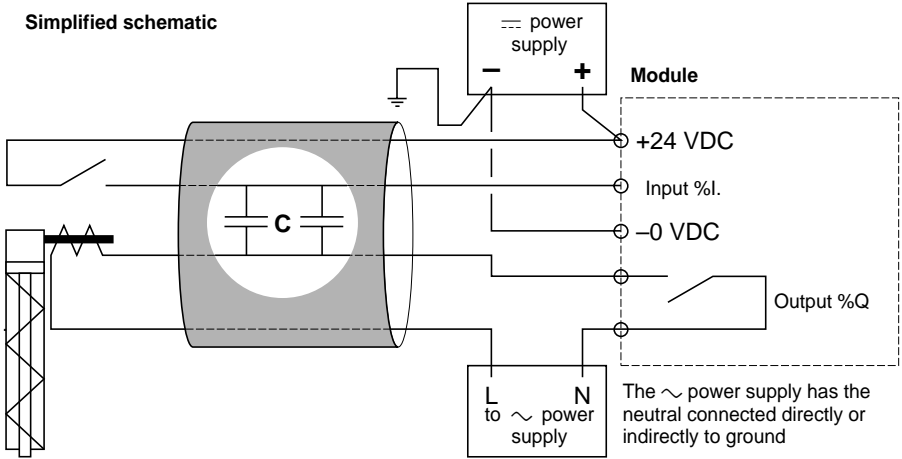 Simplified schematic
⎓ power
supply
– +
Module
+24 VDC
Input %I.
–0 VDC
C
Output %Q
L N
to ∼ power
supply
The ∼ power supply has the
neutral connected directly or
indirectly to ground